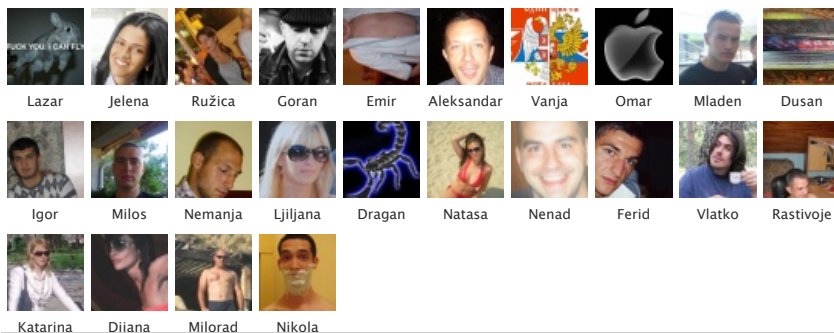 FUCK YOU. I CAN FLY
Lazar Jelena Ružica Goran Emir Aleksandar Vanja Omar Mladen Dusan
Igor Milos Nemanja Ljiljana Dragan Natasa Nenad Ferid Vlatko Rastivoje
Katarina Dijana Milorad Nikola